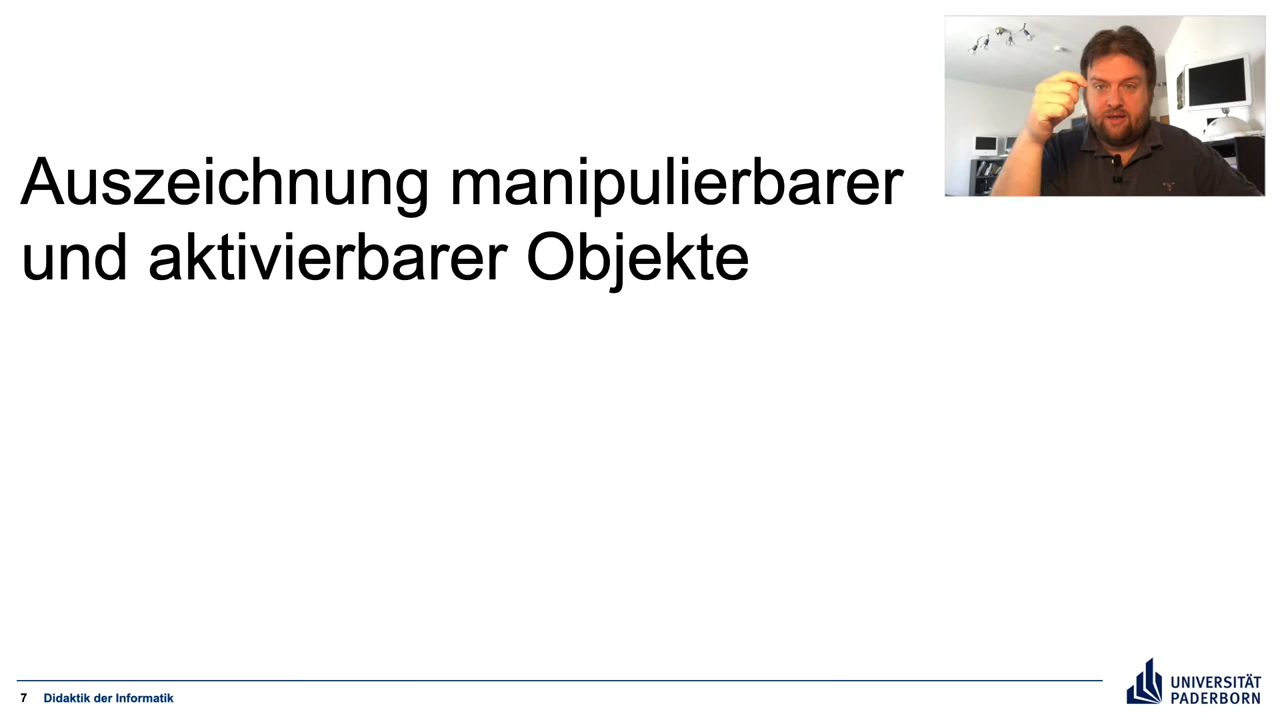 Auszeichnung manipulierbarer
und aktivierbarer Objekte
7 Didaktik der Informatik
UNIVERSITÄT
PADERBORN